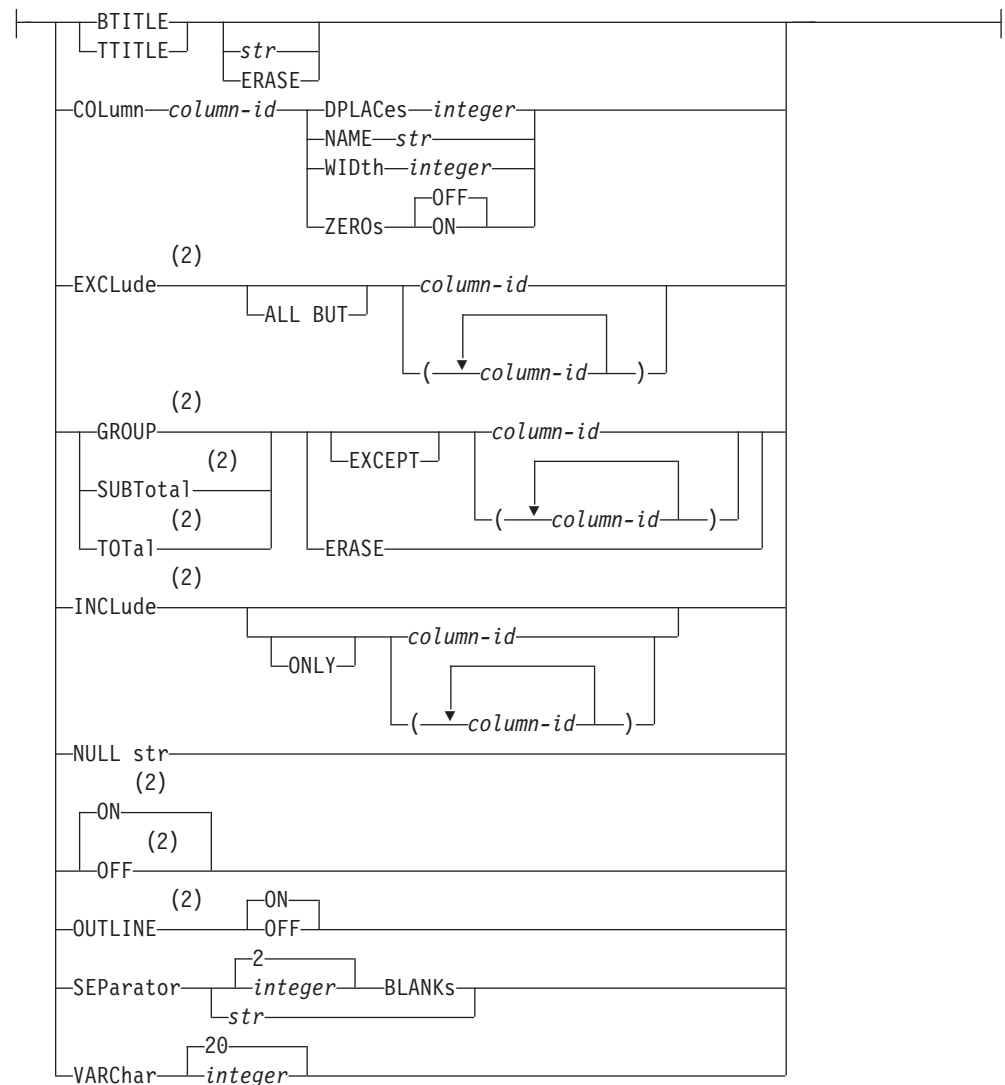 BTITLE
TTITLE
str
ERASE
COLumn column-id DPLACes integer
NAME str
WIDth integer
OFF
ZEROs ON
(2)
EXCLude column-id
ALL BUT
( column-id )
(2)
GROUP column-id
(2) EXCEPT
SUBTotal
(2) ( column-id )
TOTal ERASE
(2)
INCLude
column-id
ONLY
( column-id )
NULL str
(2)
ON
(2)
OFF
(2) ON
OUTLINE OFF
2
SEParator integer BLANKs
str
20
VARChar integer